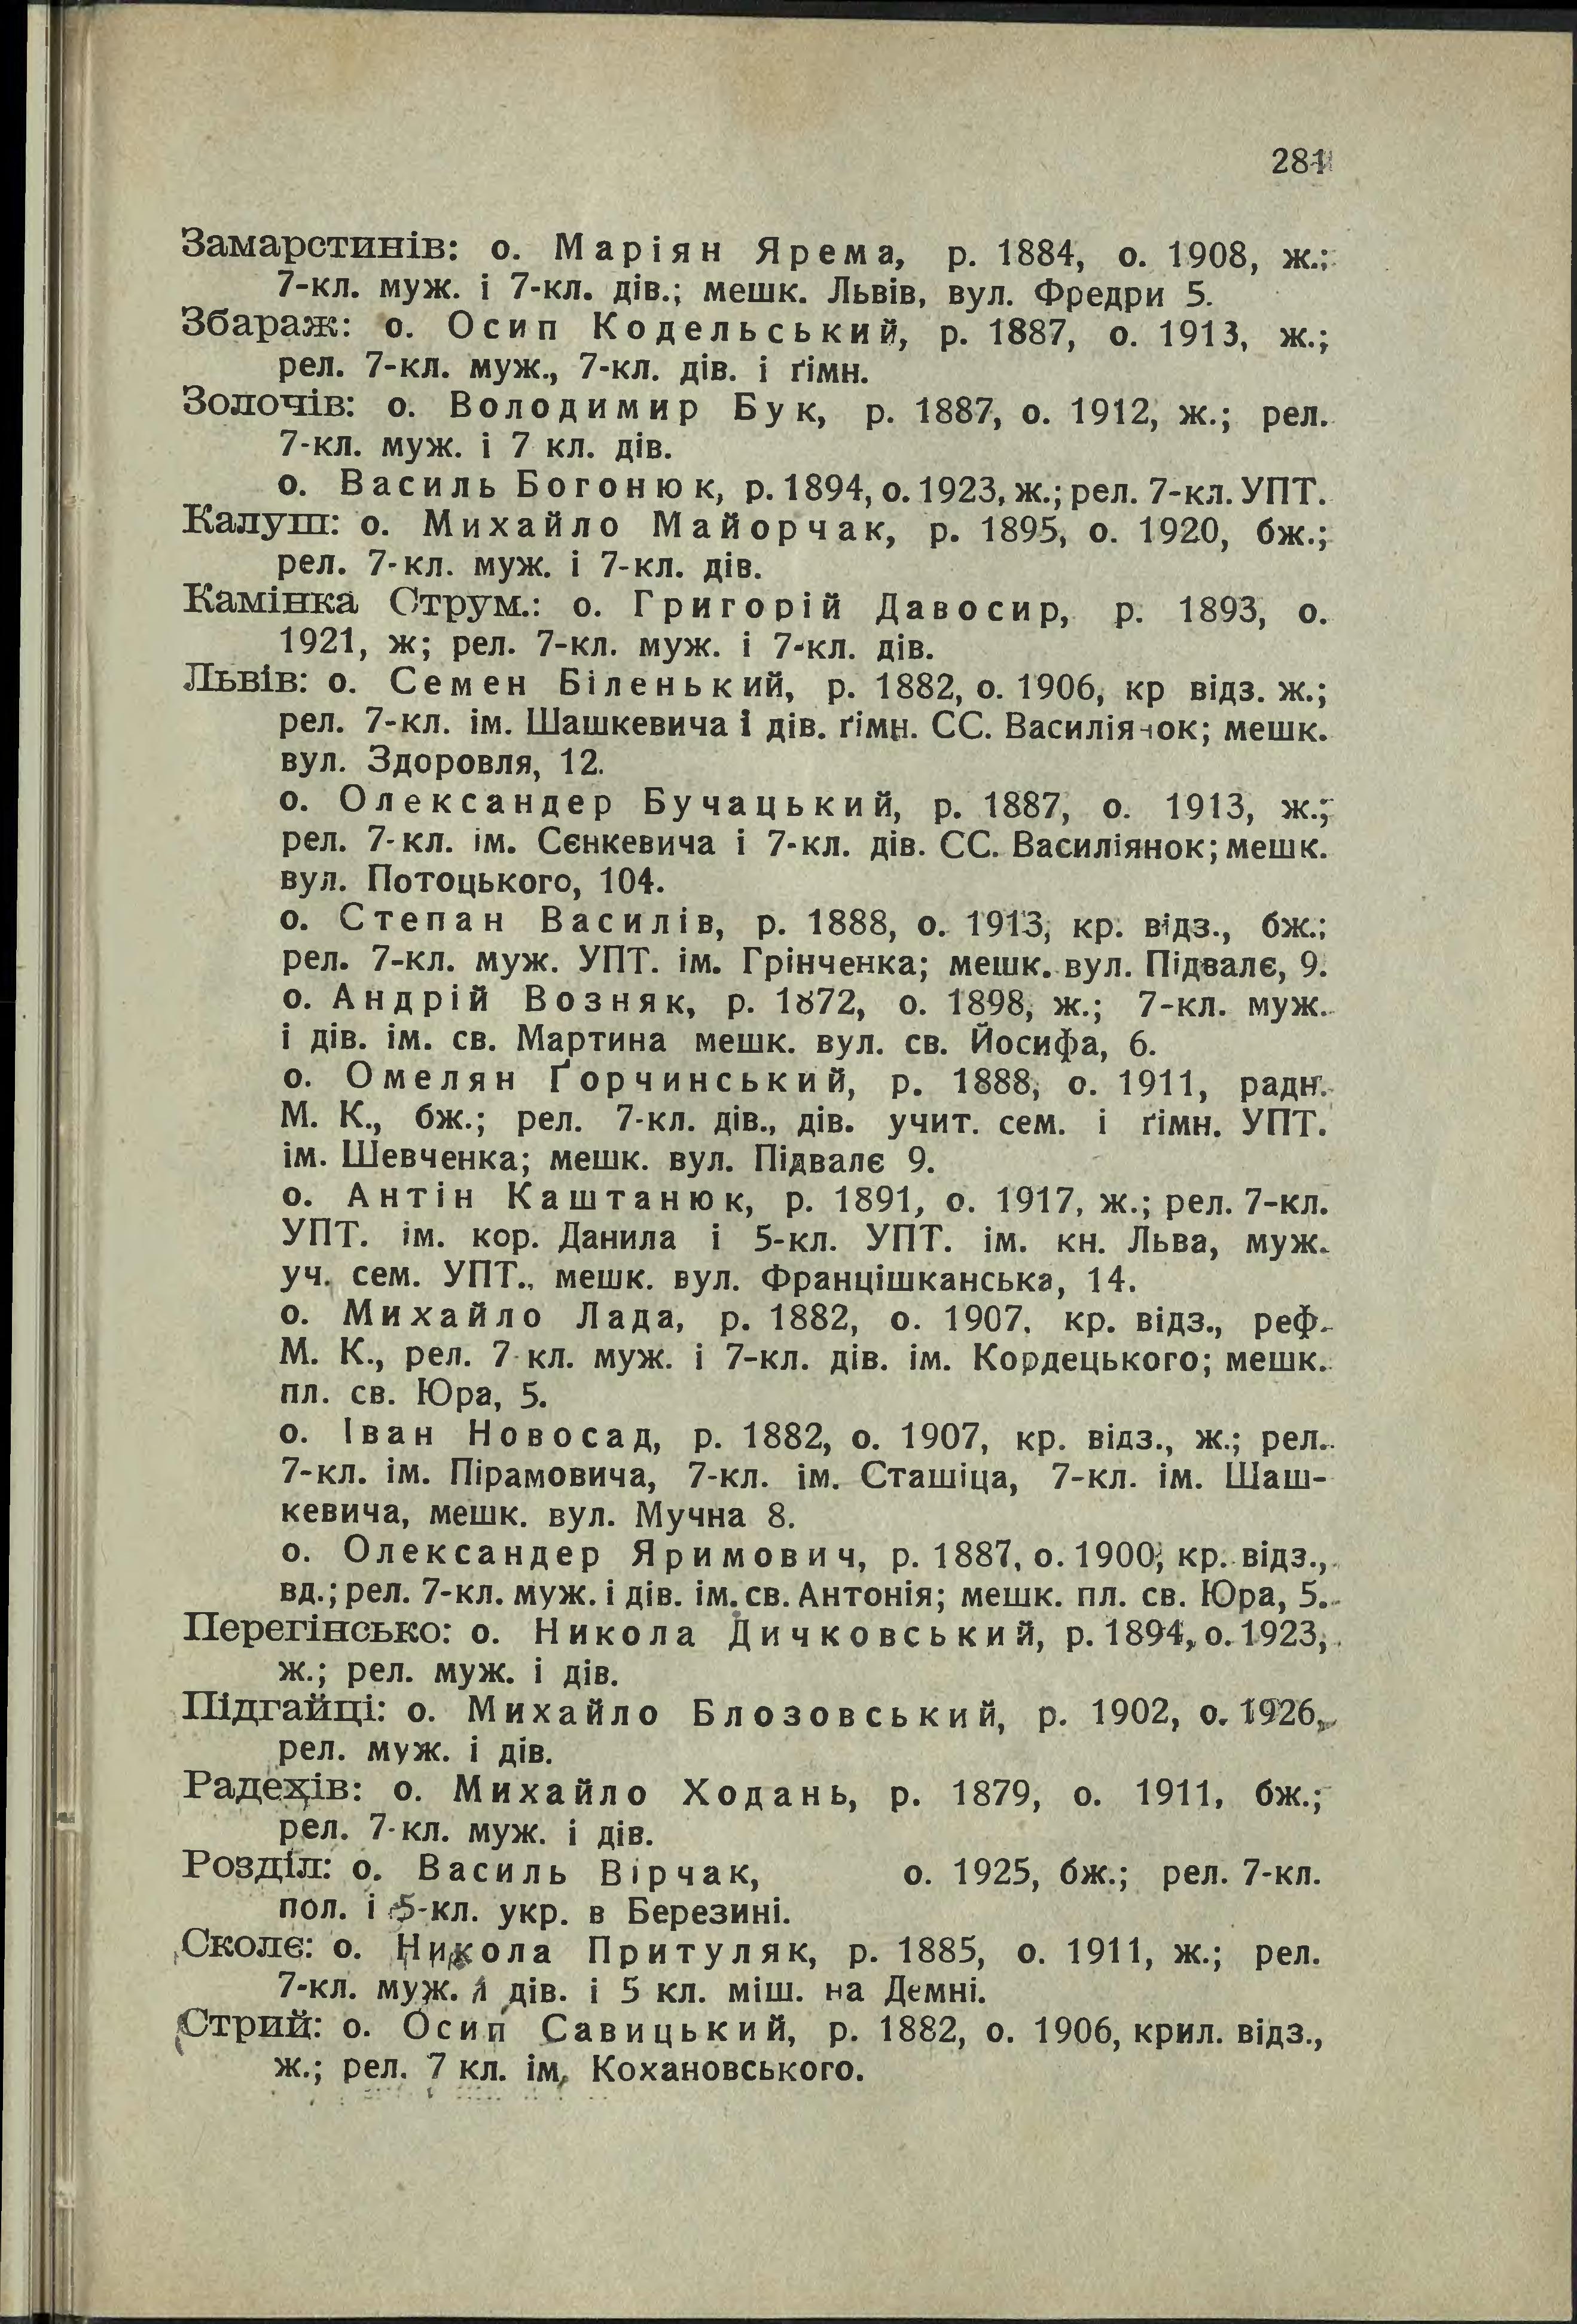 281
Замарстинів: о. Маріян Ярема, р. 1884, о. 1908, ж.;
7-кл. муж. і 7-кл. дів.; мешк. Львів, вул. Фредри 5.
Збараж: о. Осип Кодельський, р. 1887, о. 1913, ж.;
рел. 7-кл. муж., 7-кл. дів. і ґімн.
Золочів: о. Володимир Бук, р. 1887, о. 1912, ж.; рел.
7-кл. муж. і 7 кл. дів.
о. Василь Богонюк, р. 1894, о. 1923, ж.; рел. 7-кл. УПТ.
Калуш: о. Михайло Майорчак, р. 1895, о. 1920, бж.;
рел. 7-кл. муж. і 7-кл. дів.
Камінка Струм.: о. Григорій Давосир, р. 1893, о.
1921, ж; рел. 7-кл. муж. і 7-кл. дів.
Львів: о. Семен Біленький, р. 1882, о. 1906, кр відз. ж.;
рел. 7-кл. ім. Шашкевича і дів. ґімн. СС. Василіянок; мешк.
вул. Здоровля, 12.
о. Олександер Бучацький, р. 1887, о. 1913, ж.;
рел. 7-кл. ім. Сєнкевича і 7-кл. дів. СС. Василіянок; мешк.
вул. Потоцького, 104.
о. Степан Василів, р. 1888, о. 1913, кр. відз., бж.;
рел. 7-кл. муж. УПТ. ім. Грінченка; мешк. вул. Підвалє, 9.
о. Андрій Возняк, р. 1872, о. 1898, ж.; 7-кл. муж.
і дів. ім. св. Мартина мешк. вул. св. Йосифа, 6.
о. Омелян Ґорчинський, р. 1888, о. 1911, радн.
М. К., бж.; рел. 7-кл. дів., дів. учит. сем. і ґімн. УПТ.
ім. Шевченка; мешк. вул. Підвалє 9.
о. Антін Каштанюк, р. 1891, о. 1917, ж.; рел. 7-кл.
УПТ. ім. кор. Данила і 5-кл. УПТ. ім. кн. Льва, муж.
уч. сем. УПТ., мешк. вул. Францішканська, 14.
о. Михайло Лада, р. 1882, о. 1907, кр. відз., реф.
М. К., рел. 7 кл. муж. і 7-кл. дів. ім. Кордецького; мешк.
пл. св. Юра, 5.
о. Іван Новосад, р. 1882, о. 1907, кр. відз., ж.; рел.
7-кл. ім. Пірамовича, 7-кл. ім. Сташіца, 7-кл. ім. Шаш-
кевича, мешк. вул. Мучна 8.
о. Олександер Яримович, р. 1887, о. 1900, кр. відз.,
вд.; рел. 7-кл. муж. і дів. ім. св. Антонія; мешк. пл. св. Юра, 5.
Перегінсько: о. Никола Дичковський, р. 1894, о. 1923,
ж.; рел. муж. і дів.
Підгайці: о. Михайло Блозовський, р. 1902, о. 1926,
рел. муж. і дів.
Радехів: о. Михайло Ходань, р. 1879, о. 1911, бж.;
рел. 7-кл. муж. і дів.
Розділ: о. Василь Вірчак, о. 1925, бж.; рел. 7-кл.
пол. і 5-кл. укр. в Березині.
Сколє: о. Никола Притуляк, р. 1885, о. 1911, ж.; рел.
7-кл. муж. і дів. і 5 кл. міш. на Демні.
Стрий: о. Осип Савицький, р. 1882, о. 1906, крил. відз.,
ж.; рел. 7 кл. ім. Кохановського.